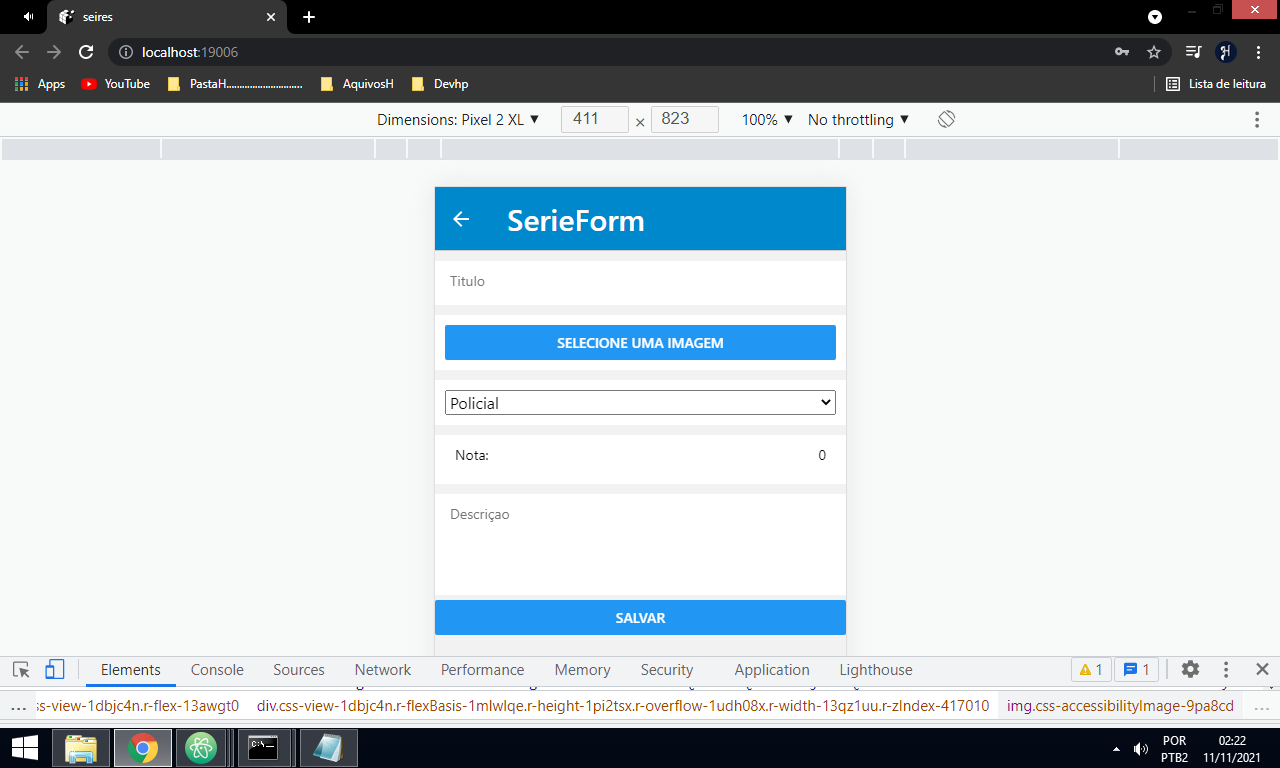 seires
localhost:19006
Apps YouTube PastaH............................. AquivosH Devhp Lista de leitura
Dimensions: Pixel 2 XL ▼ 411 × 823 100% ▼ No throttling ▼
SerieForm
Titulo
SELECIONE UMA IMAGEM
Policial
Nota: 0
Descriçao
SALVAR
Elements Console Sources Network Performance Memory Security Application Lighthouse 1 1
... ss-view-1dbjc4n.r-flex-13awgt0 div.css-view-1dbjc4n.r-flexBasis-1mlwlqe.r-height-1pi2tsx.r-overflow-1udh08x.r-width-13qz1uu.r-zIndex-417010 img.css-accessibilityImage-9pa8cd ...
POR 02:22
PTB2 11/11/2021